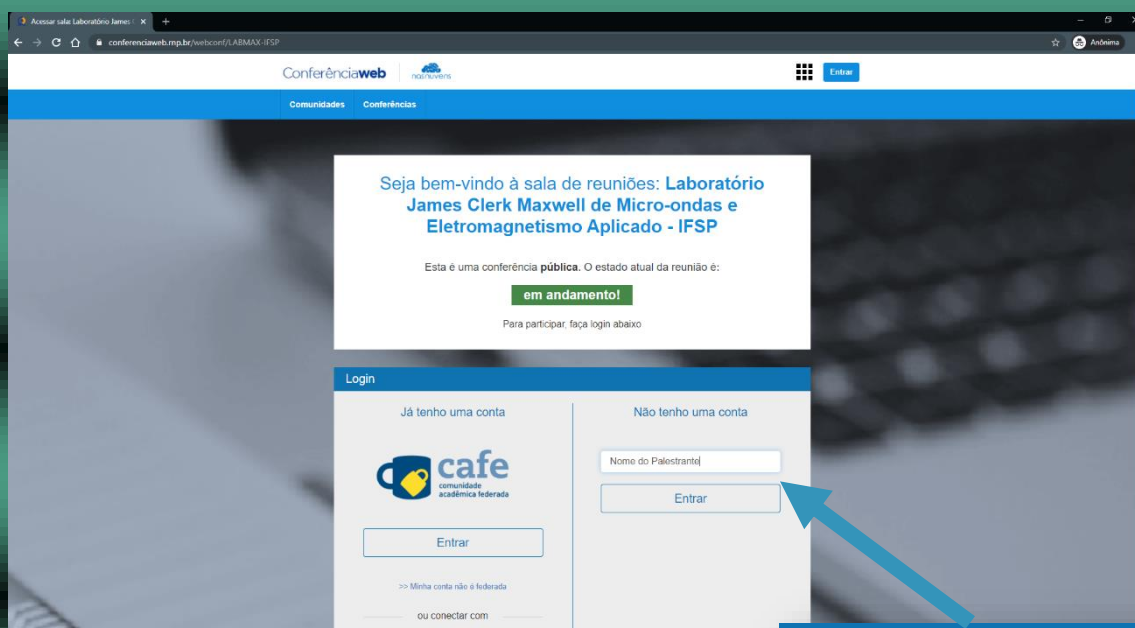 Acessar sala: Laboratório James
conferenciaweb.rnp.br/webconf/LABMAX-IFSP
Anônima
Conferênciaweb
nasnuvens
Entrar
Comunidades Conferências
Seja bem-vindo à sala de reuniões: Laboratório
James Clerk Maxwell de Micro-ondas e
Eletromagnetismo Aplicado - IFSP
Esta é uma conferência pública. O estado atual da reunião é:
em andamento!
Para participar, faça login abaixo
Login
Já tenho uma conta
cafe
comunidade
acadêmica federada
Entrar
>> Minha conta não é federada
ou conectar com
Não tenho uma conta
Nome do Palestrante
Entrar